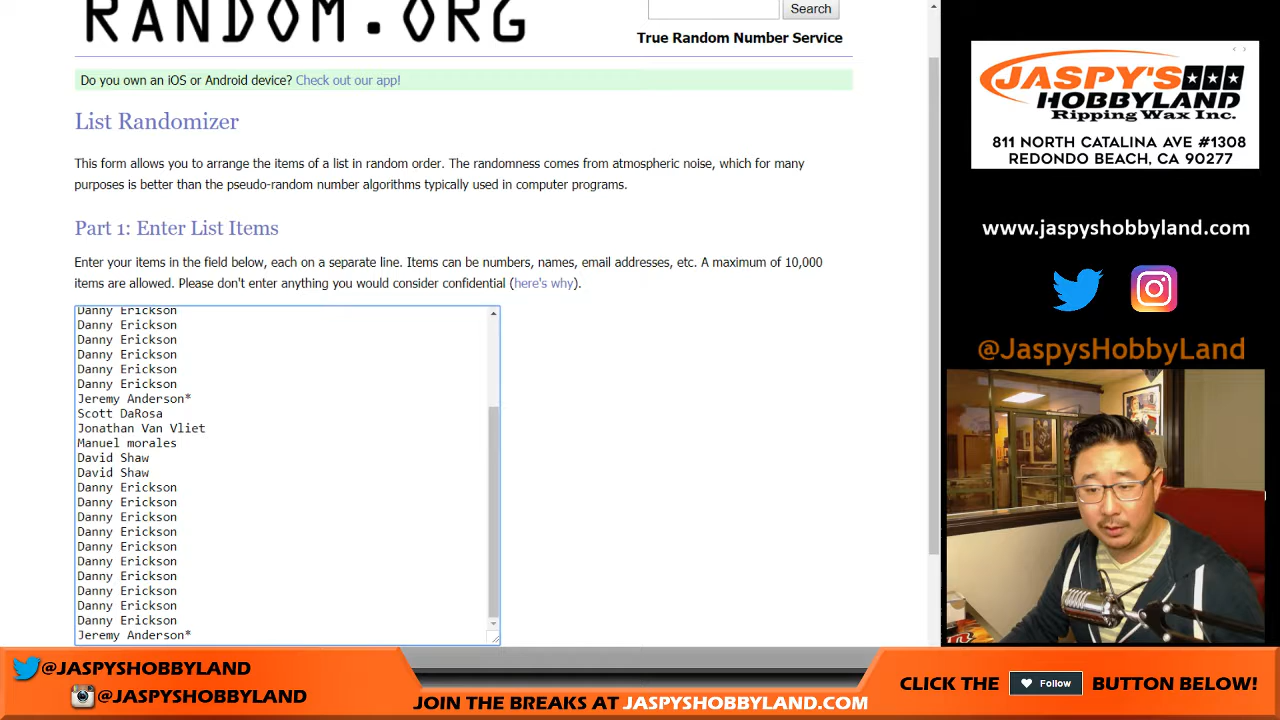 RANDOM.ORG
Search
True Random Number Service
Do you own an iOS or Android device? Check out our app!
List Randomizer
This form allows you to arrange the items of a list in random order. The randomness comes from atmospheric noise, which for many
purposes is better than the pseudo-random number algorithms typically used in computer programs.
Part 1: Enter List Items
Enter your items in the field below, each on a separate line. Items can be numbers, names, email addresses, etc. A maximum of 10,000
items are allowed. Please don't enter anything you would consider confidential (here's why).
Danny Erickson
Danny Erickson
Danny Erickson
Danny Erickson
Danny Erickson
Danny Erickson
Jeremy Anderson*
Scott DaRosa
Jonathan Van Vliet
Manuel morales
David Shaw
David Shaw
Danny Erickson
Danny Erickson
Danny Erickson
Danny Erickson
Danny Erickson
Danny Erickson
Danny Erickson
Danny Erickson
Danny Erickson
Danny Erickson
Jeremy Anderson*
JASPY'S
HOBBYLAND
Ripping Wax Inc.
811 NORTH CATALINA AVE #1308
REDONDO BEACH, CA 90277
www.jaspyshobbyland.com
@JaspysHobbyLand
@JASPYSHOBBYLAND
@JASPYSHOBBYLAND
JOIN THE BREAKS AT JASPYSHOBBYLAND.COM
CLICK THE Follow BUTTON BELOW!